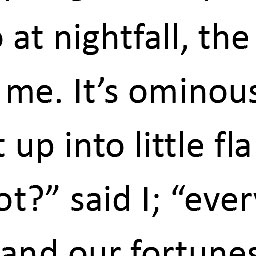 at nightfall, the
me. It’s ominous
up into little fla
ot?” said I; “every
and our fortunes